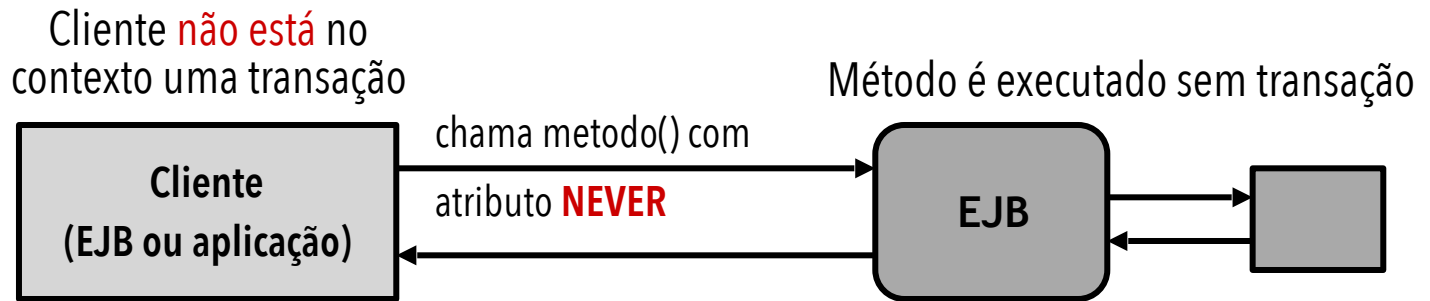 Cliente não está no
contexto uma transação
Método é executado sem transação
chama metodo() com
atributo NEVER
Cliente
(EJB ou aplicação)
EJB